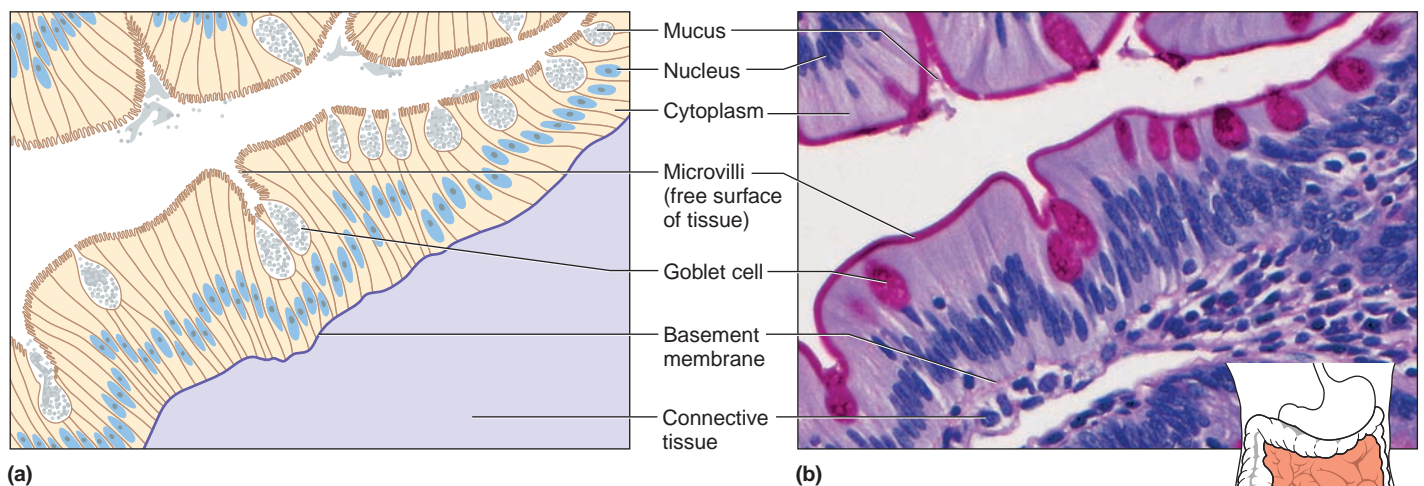 Mucus
Nucleus
Cytoplasm
Microvilli
(free surface
of tissue)
Goblet cell
Basement
membrane
Connective
tissue
(a)
(b)